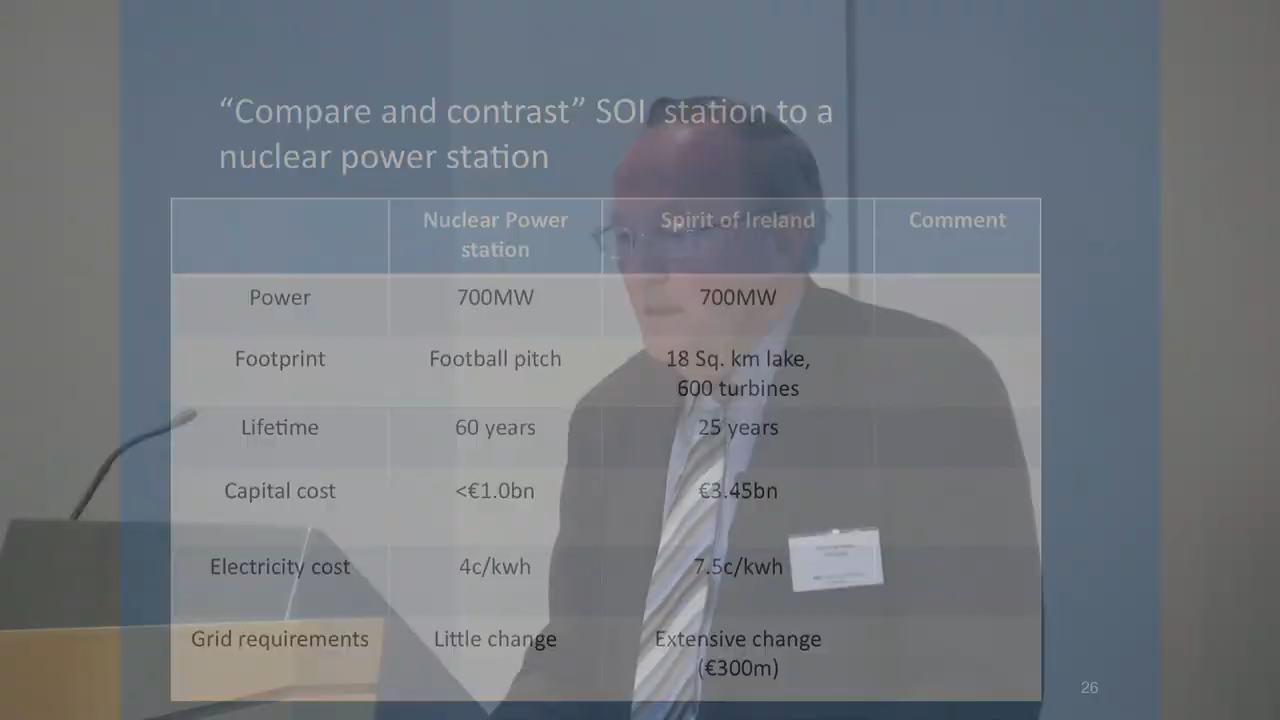 “Compare and contrast” SOI station to a
nuclear power station
Nuclear Power
station
Spirit of Ireland
Comment
Power
700MW
700MW
Footprint
Football pitch
18 Sq. km lake,
600 turbines
Lifetime
60 years
25 years
Capital cost
<€1.0bn
€3.45bn
Electricity cost
4c/kwh
7.5c/kwh
Grid requirements
Little change
Extensive change
(€300m)
26